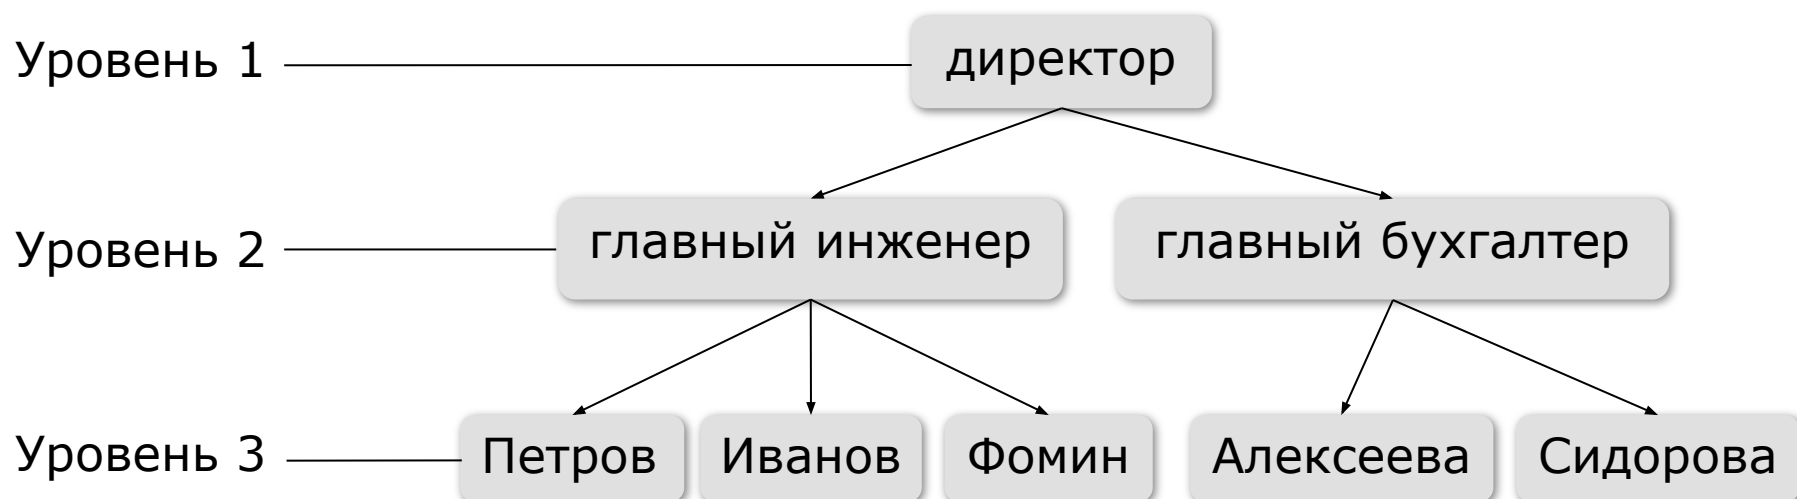 Уровень 1 директор
Уровень 2 главный инженер главный бухгалтер
Уровень 3 Петров Иванов Фомин Алексеева Сидорова